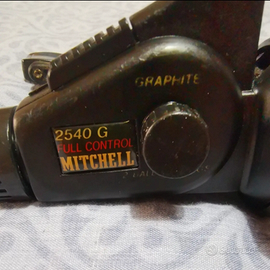 GRAPHITE
2540 G
FULL CONTROL
MITCHELL